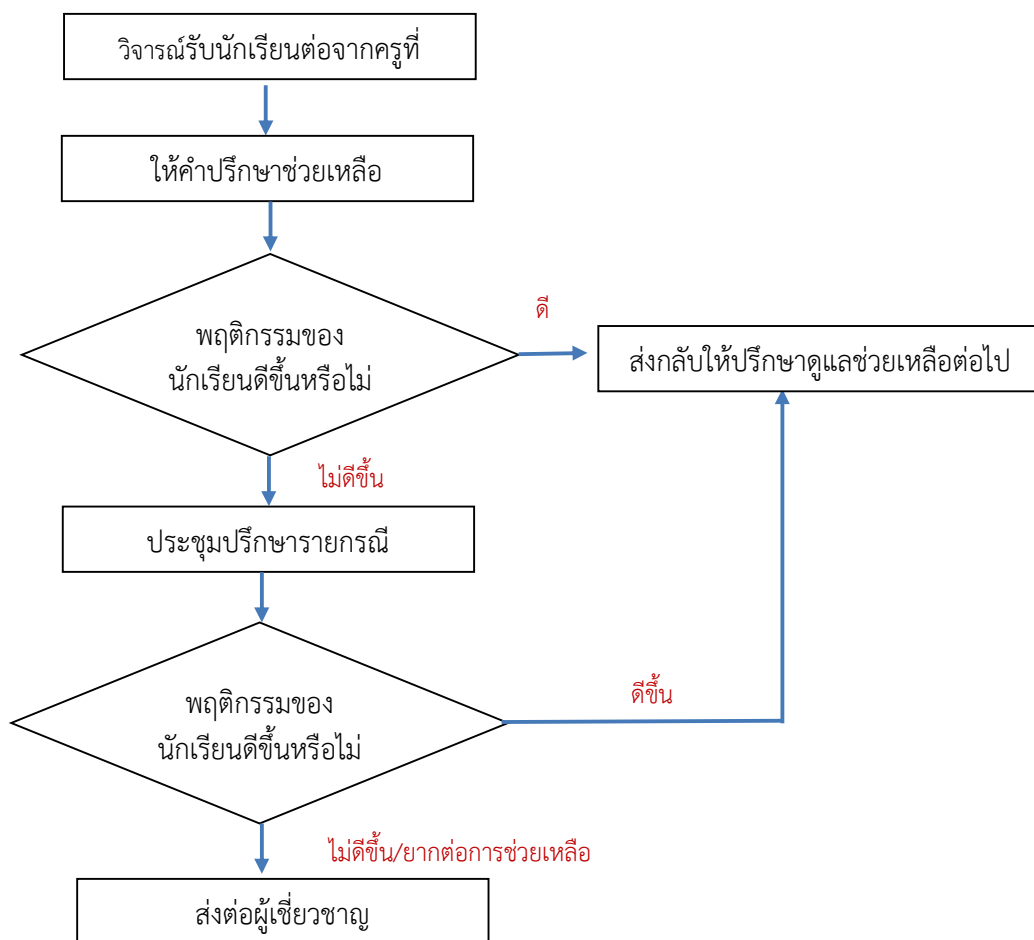 วิจารณ์รับนักเรียนต่อจากครูที่
ให้คำปรึกษาช่วยเหลือ
พฤติกรรมของ
นักเรียนดีขึ้นหรือไม่
ดี
ส่งกลับให้ปรึกษาดูแลช่วยเหลือต่อไป
ไม่ดีขึ้น
ประชุมปรึกษารายกรณี
พฤติกรรมของ
นักเรียนดีขึ้นหรือไม่
ดีขึ้น
ไม่ดีขึ้น/ยากต่อการช่วยเหลือ
ส่งต่อผู้เชี่ยวชาญ